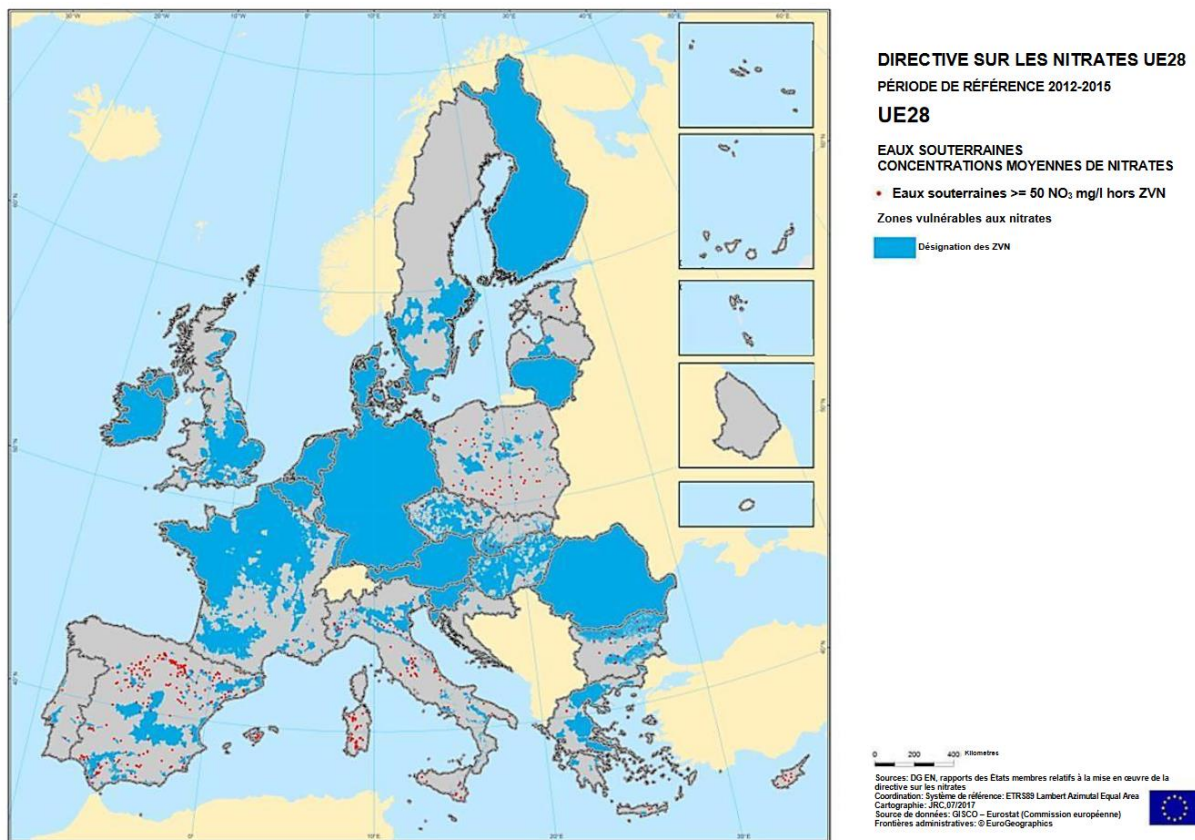 DIRECTIVE SUR LES NITRATES UE28
PÉRIODE DE RÉFÉRENCE 2012-2015
UE28
EAUX SOUTERRAINES
CONCENTRATIONS MOYENNES DE NITRATES
Eaux souterraines >= 50 NO₃ mg/l hors ZVN
Zones vulnérables aux nitrates
Désignation des ZVN
0 200 400 Kilometres
Sources: DG EN, rapports des États membres relatifs à la mise en œuvre de la
directive sur les nitrates
Coordination: Système de référence: ETRS89 Lambert Azimutal Equal Area
Cartographie: JRC,07/2017
Source de données: GISCO – Eurostat (Commission européenne)
Frontières administratives: © EuroGeographics